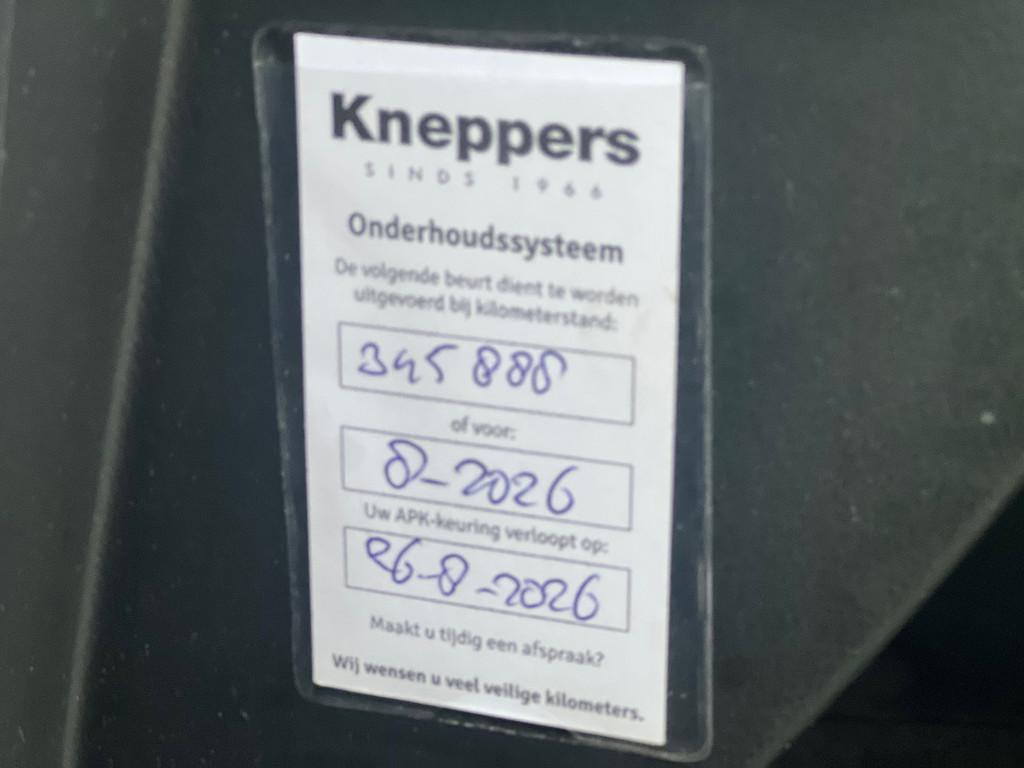 Kneppers
SINDS 1966
Onderhoudssysteem
De volgende beurt dient te worden
uitgevoerd bij kilometerstand:
345 888
of voor:
8-2026
Uw APK-keuring verloopt op:
26-8-2026
Maakt u tijdig een afspraak?
Wij wensen u veel veilige kilometers.